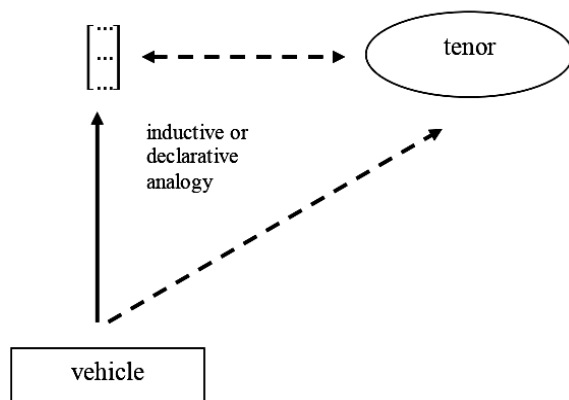 [...]
...
...
tenor
inductive or
declarative
analogy
vehicle